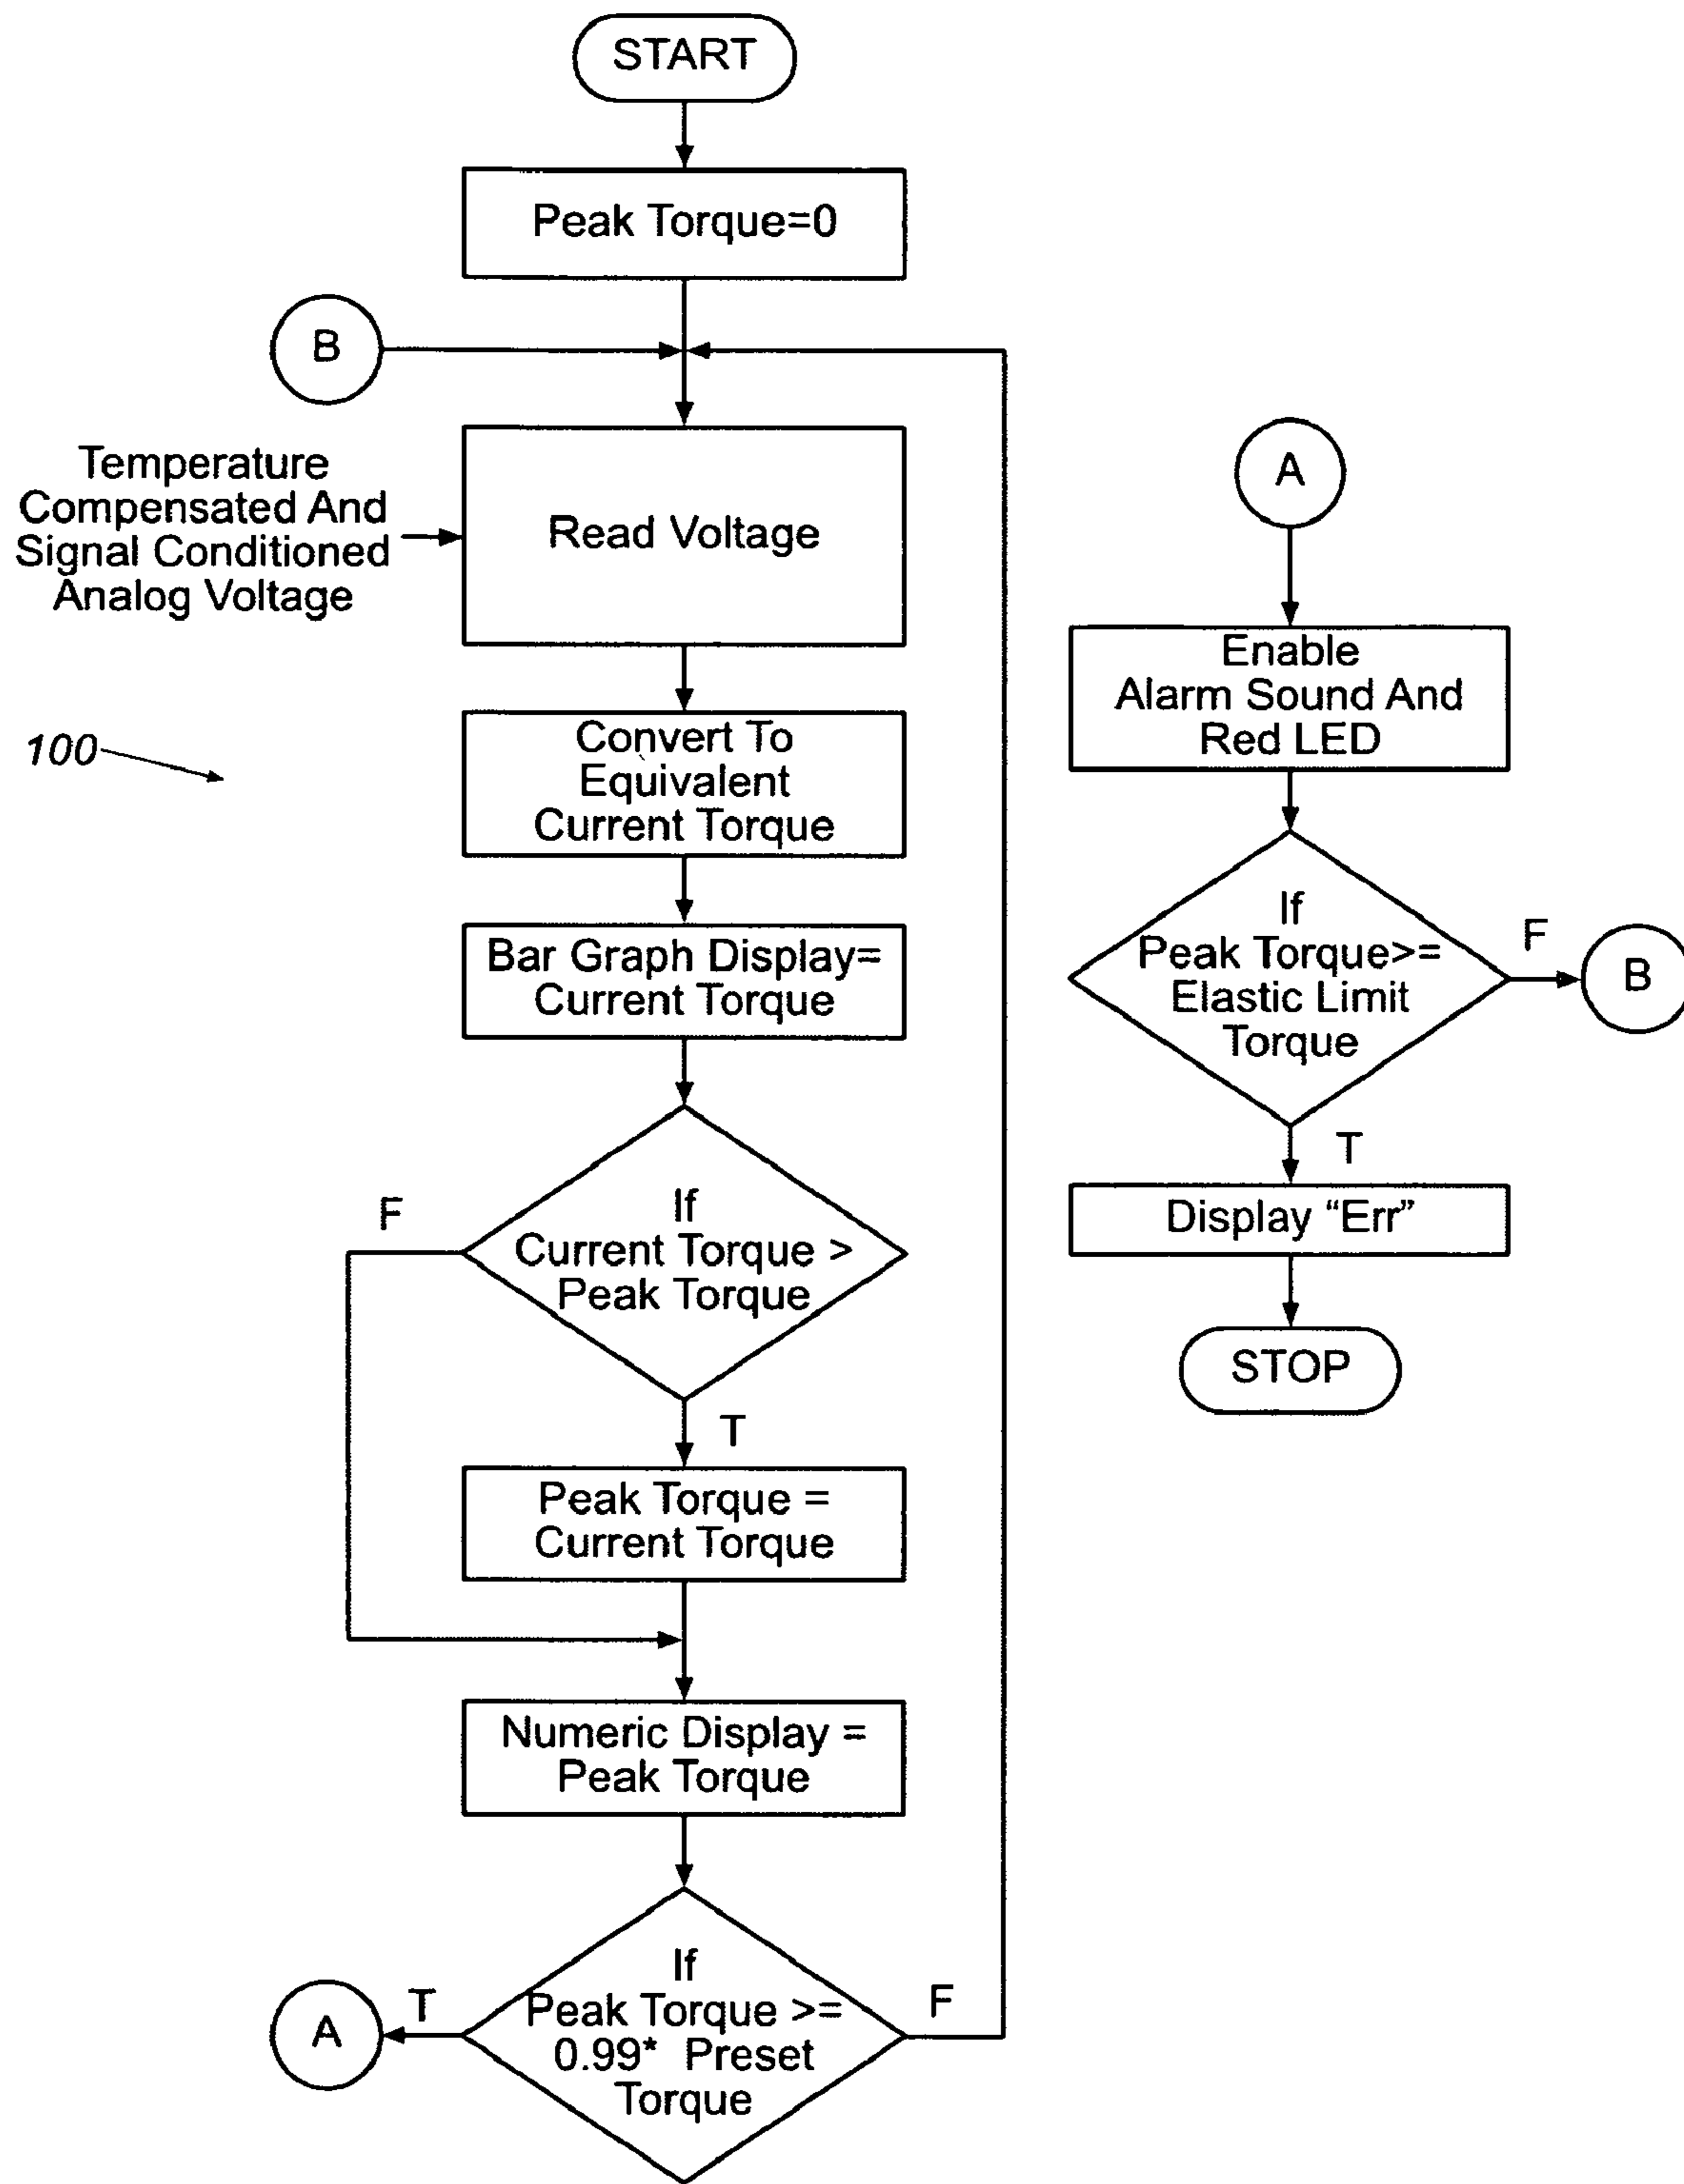 START
Peak Torque=0
B
Temperature
Compensated And
Signal Conditioned
Analog Voltage
Read Voltage
100
Convert To
Equivalent
Current Torque
Bar Graph Display=
Current Torque
If
Current Torque >
Peak Torque
F
T
Peak Torque =
Current Torque
Numeric Display =
Peak Torque
If
Peak Torque >=
0.99* Preset
Torque
T
F
A
A
Enable
Alarm Sound And
Red LED
If
Peak Torque>=
Elastic Limit
Torque
F
B
T
Display “Err”
STOP